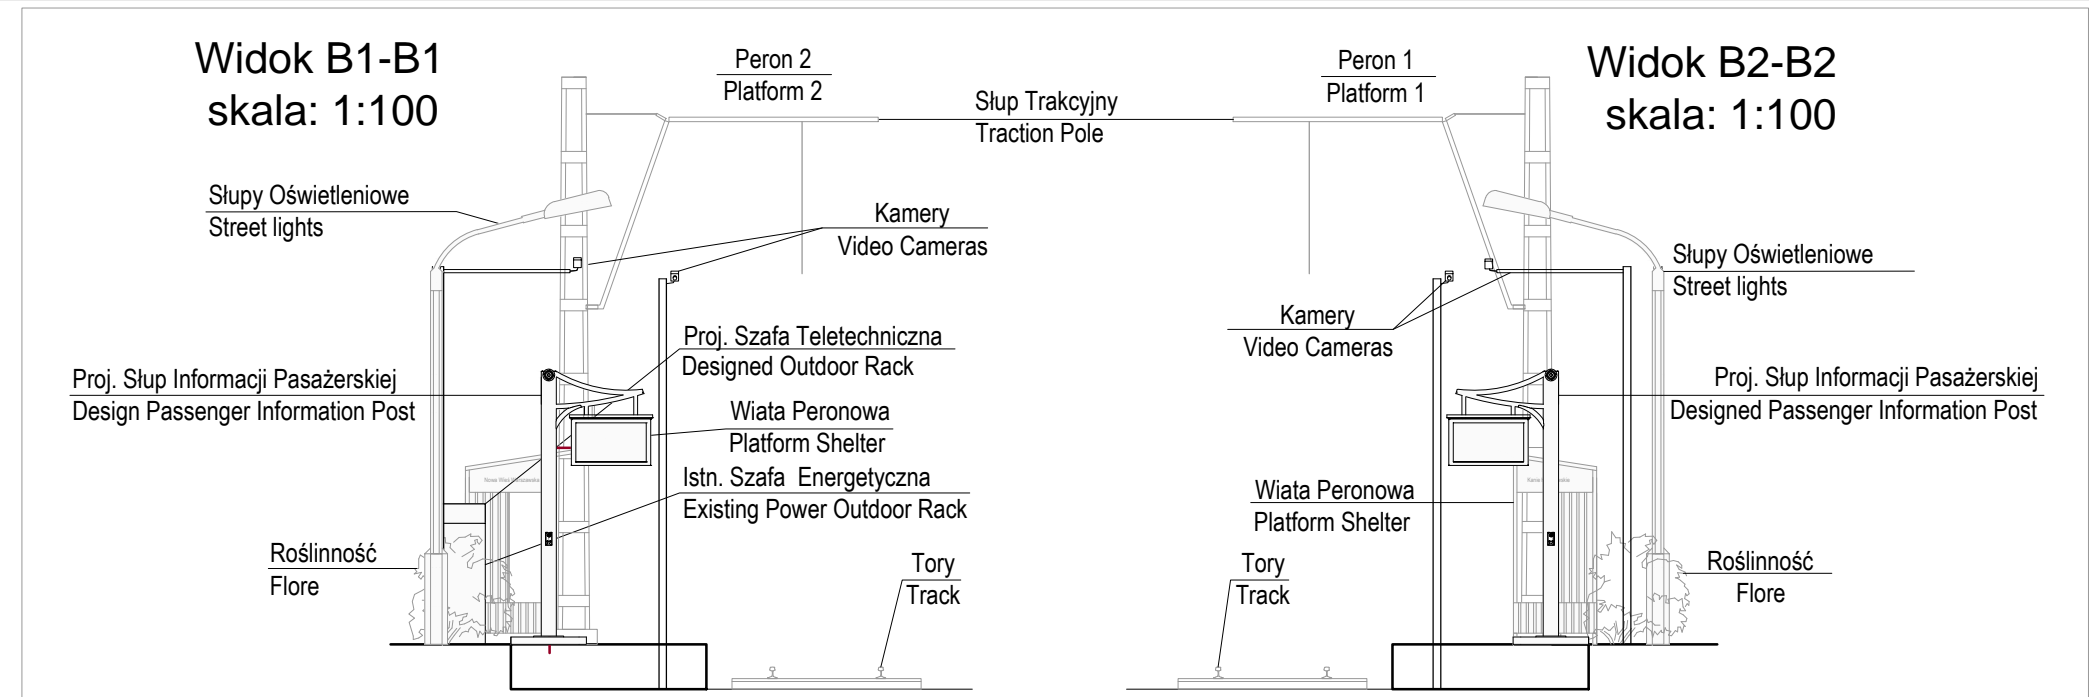 Widok B1-B1
skala: 1:100
Peron 2
Platform 2
Słup Trakcyjny
Traction Pole
Peron 1
Platform 1
Widok B2-B2
skala: 1:100
Słupy Oświetleniowe
Street lights
Kamery
Video Cameras
Słupy Oświetleniowe
Street lights
Kamery
Video Cameras
Proj. Szafa Teletechniczna
Designed Outdoor Rack
Proj. Słup Informacji Pasażerskiej
Design Passenger Information Post
Proj. Słup Informacji Pasażerskiej
Designed Passenger Information Post
Wiata Peronowa
Platform Shelter
Istn. Szafa Energetyczna
Existing Power Outdoor Rack
Wiata Peronowa
Platform Shelter
Roślinność
Flore
Tory
Track
Tory
Track
Roślinność
Flore